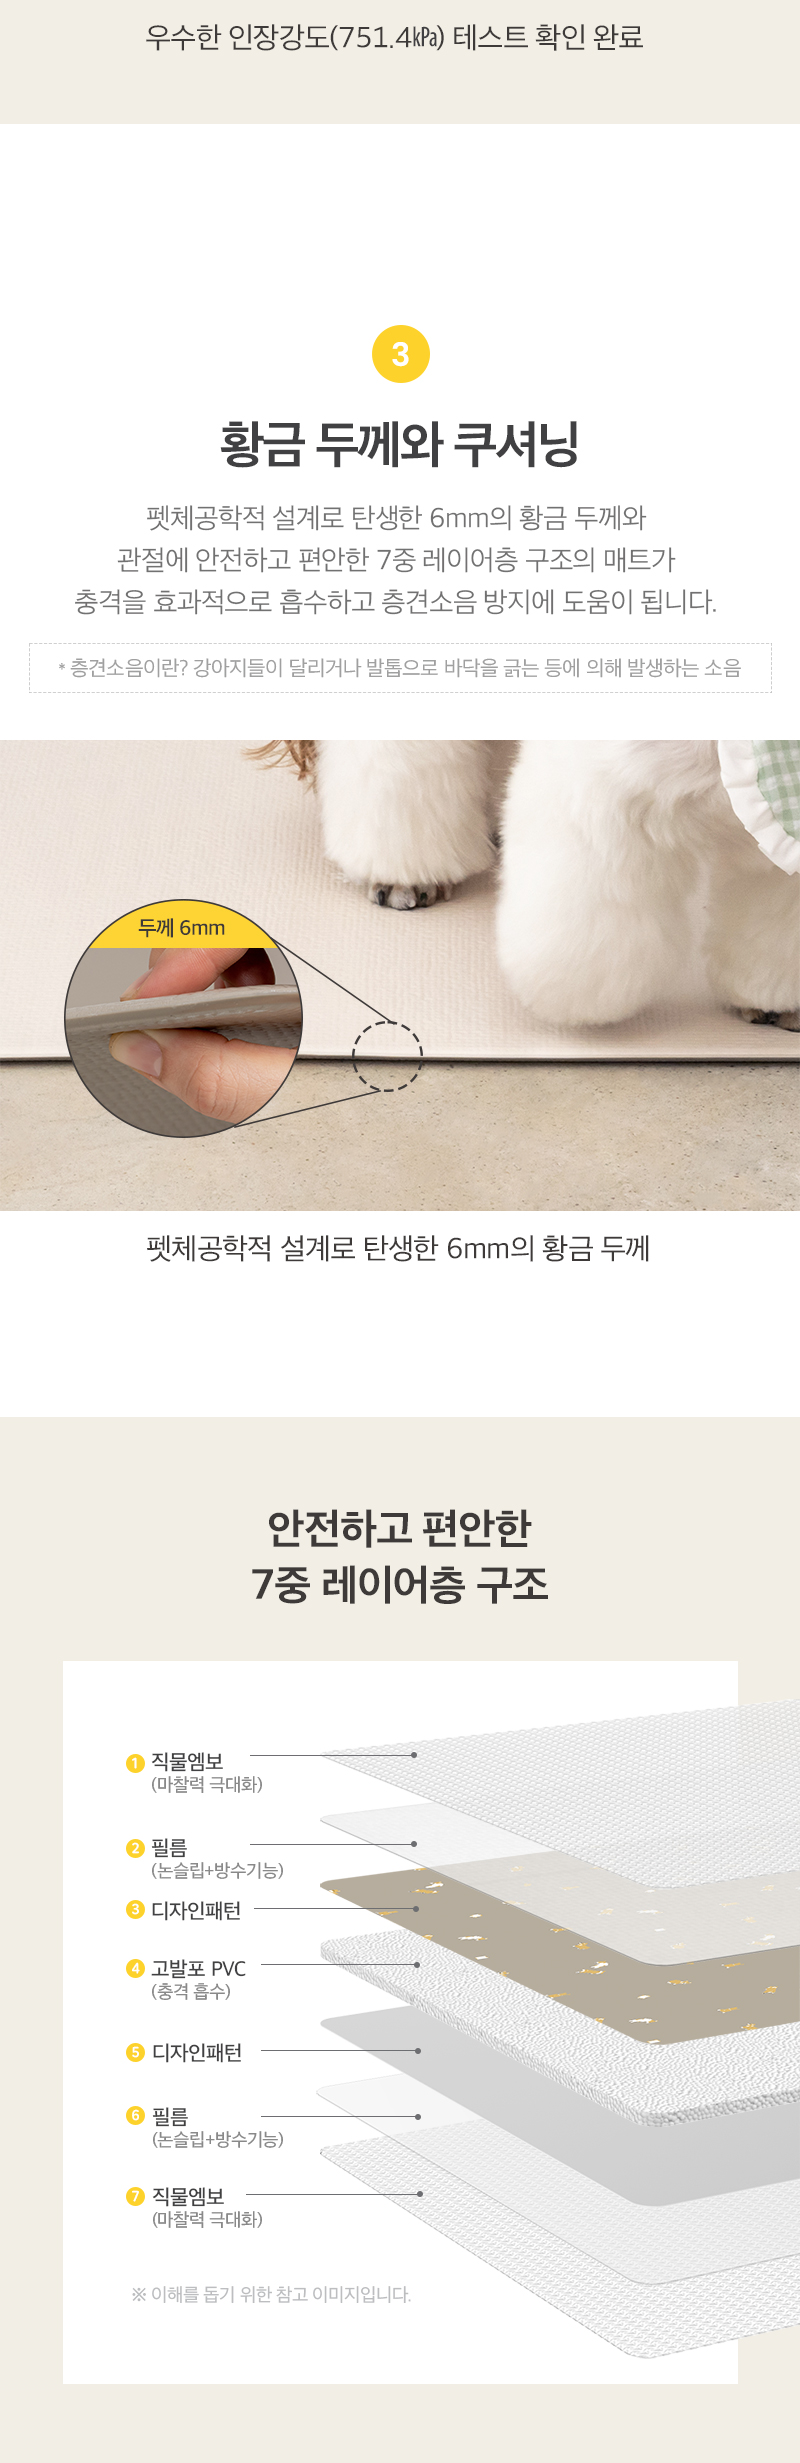 우수한 인장강도(751.4㎪) 테스트 확인 완료
3
황금 두께와 쿠셔닝
펫체공학적 설계로 탄생한 6mm의 황금 두께와
관절에 안전하고 편안한 7중 레이어층 구조의 매트가
충격을 효과적으로 흡수하고 층견소음 방지에 도움이 됩니다.
* 층견소음이란? 강아지들이 달리거나 발톱으로 바닥을 긁는 등에 의해 발생하는 소음
두께 6mm
펫체공학적 설계로 탄생한 6mm의 황금 두께
안전하고 편안한
7중 레이어층 구조
1 직물엠보
(마찰력 극대화)
2 필름
(논슬립+방수기능)
3 디자인패턴
4 고발포 PVC
(충격 흡수)
5 디자인패턴
6 필름
(논슬립+방수기능)
7 직물엠보
(마찰력 극대화)
※ 이해를 돕기 위한 참고 이미지입니다.